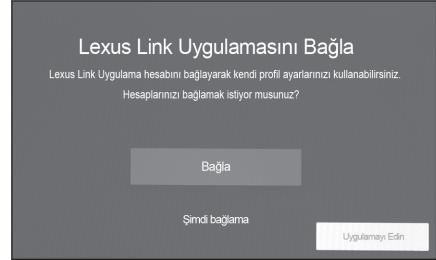 Lexus Link Uygulamasını Bağla
Lexus Link Uygulama hesabını bağlayarak kendi profil ayarlarınızı kullanabilirsiniz.
Hesaplarınızı bağlamak istiyor musunuz?
Bağla
Şimdi bağlama
Uygulamayı Edin